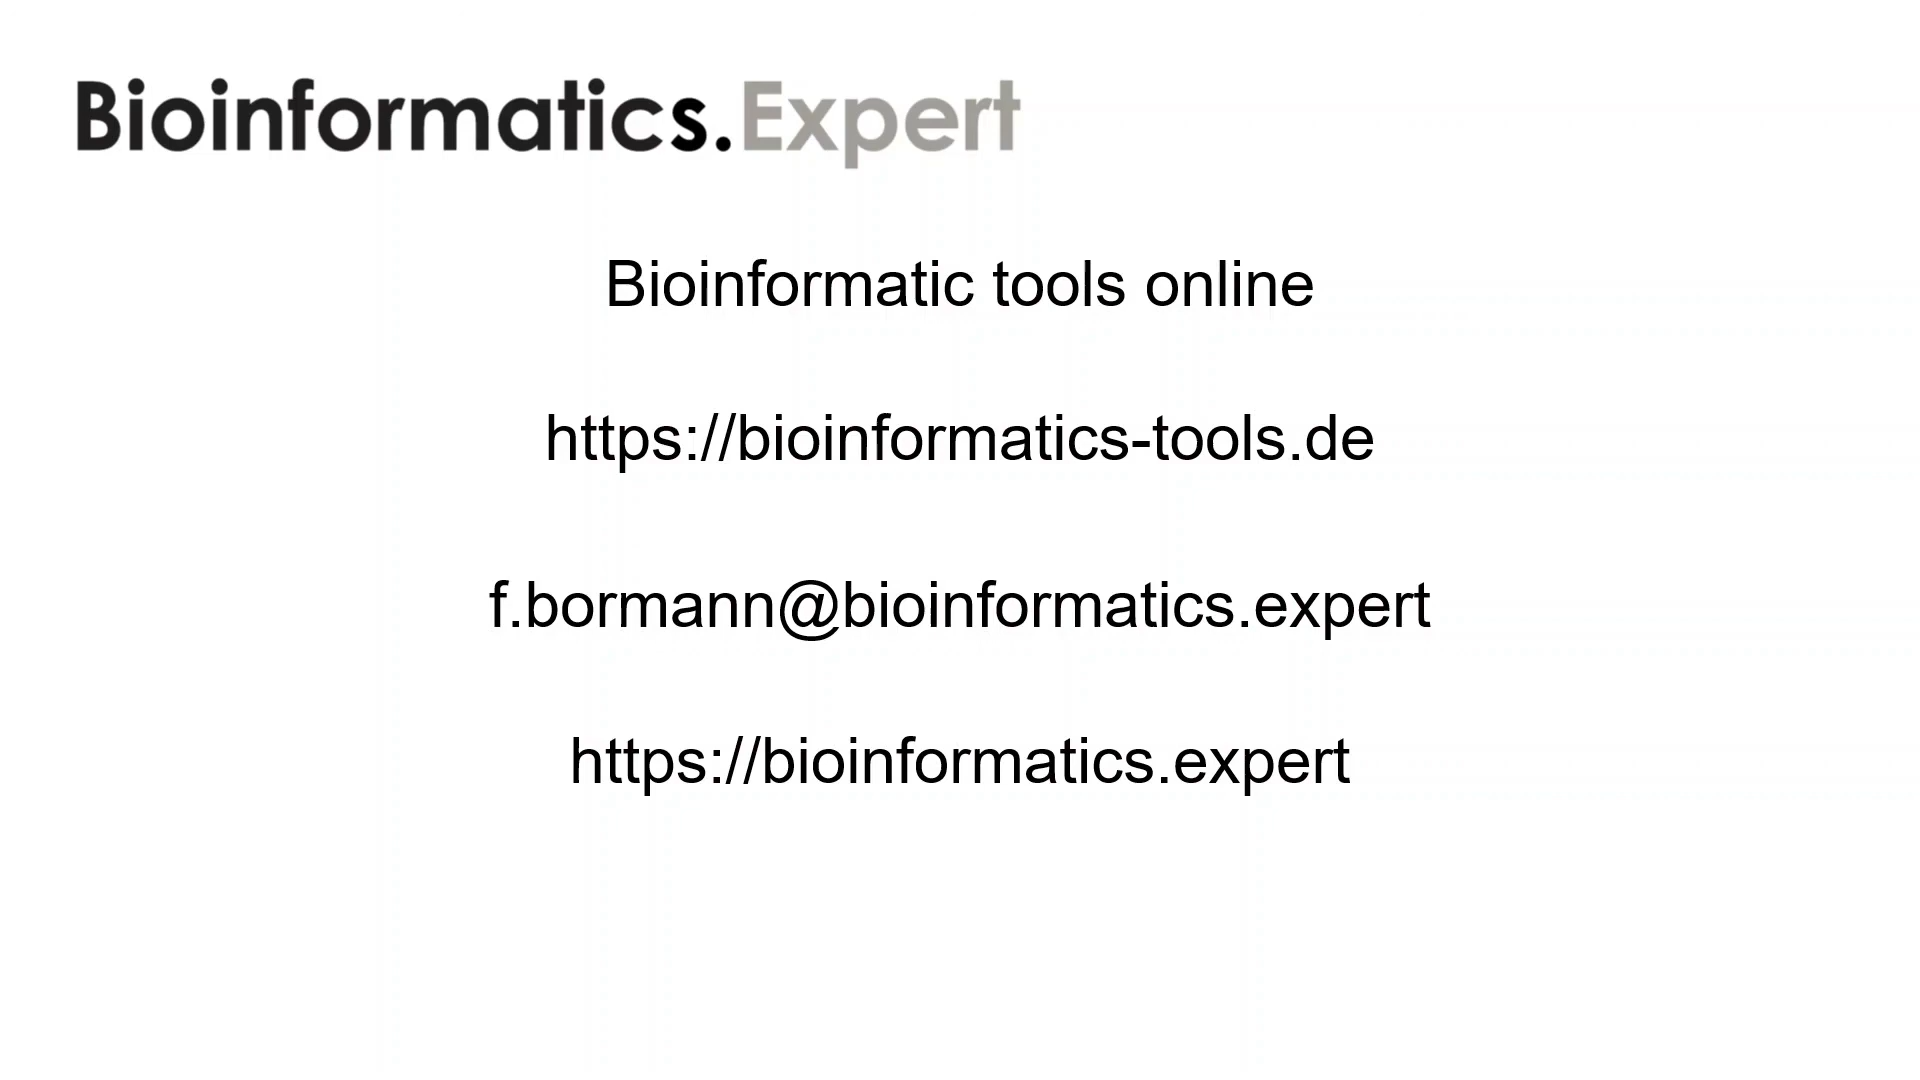 Bioinformatics.Expert
Bioinformatic tools online
https://bioinformatics-tools.de
f.bormann@bioinformatics.expert
https://bioinformatics.expert